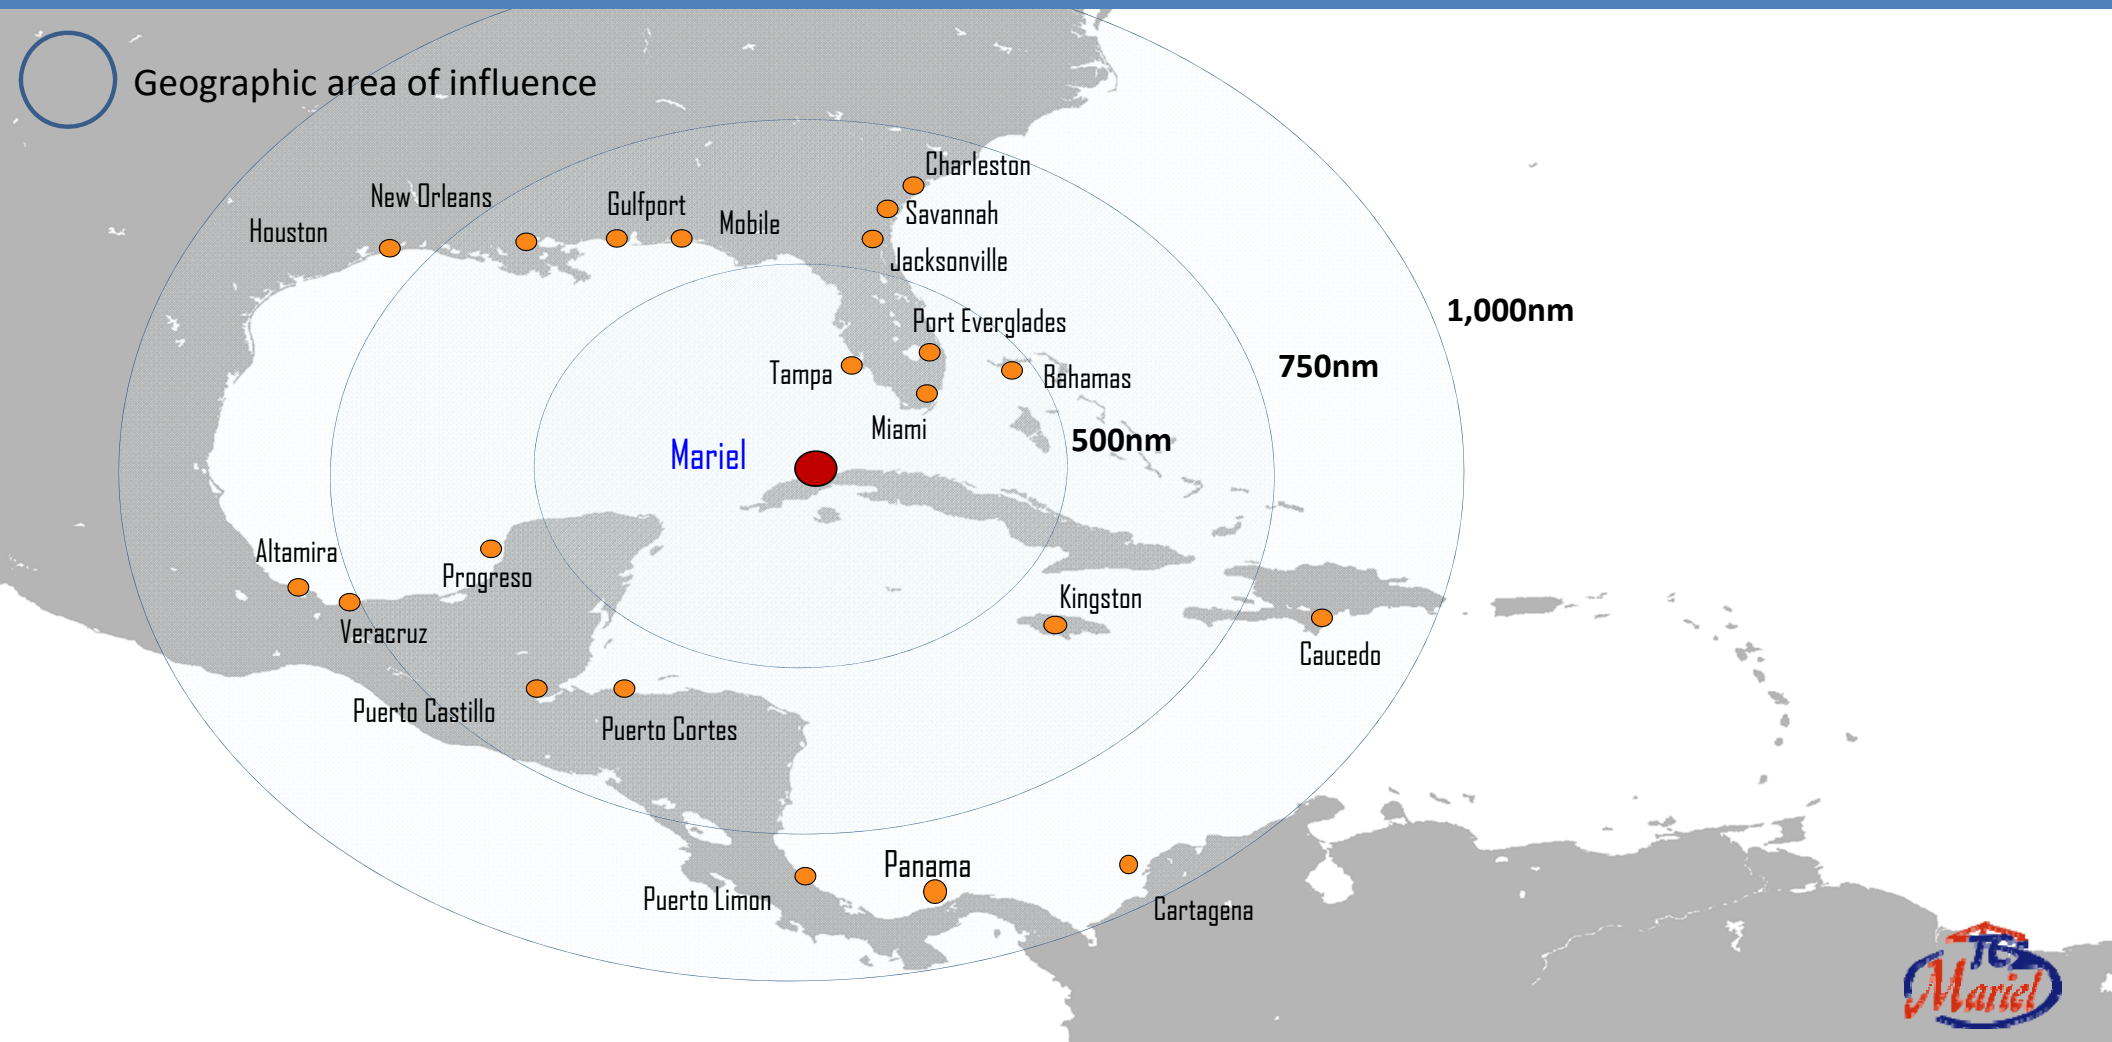 Geographic area of influence
Charleston
New Orleans
Gulfport
Savannah
Mobile
Houston
Jacksonville
1,000nm
Port Everglades
750nm
Tampa
Bahamas
Miami
500nm
Mariel
Altamira
Progreso
Kingston
Veracruz
Caucedo
Puerto Castillo
Puerto Cortes
Panama
Puerto Limon
Cartagena
TC
Mariel